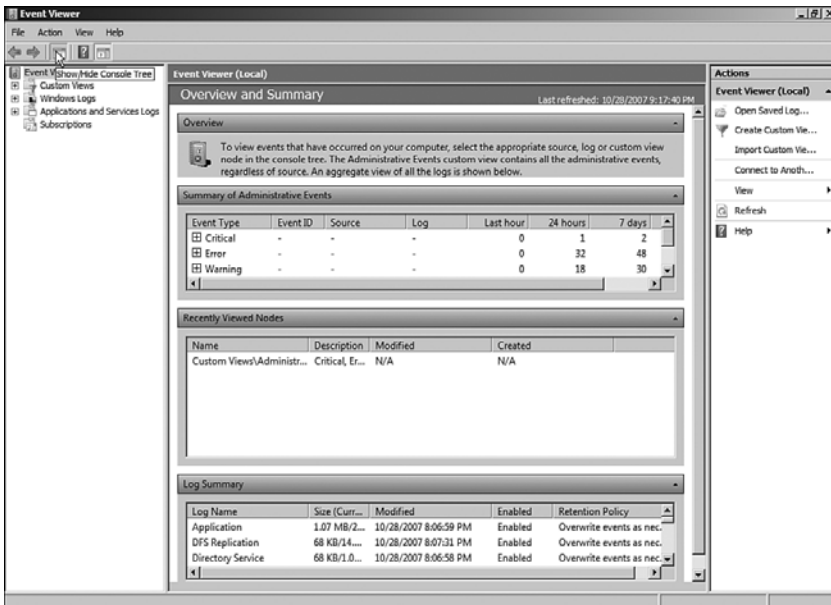 Event Viewer
File Action View Help
Event V
Show/Hide Console Tree
Custom Views
Windows Logs
Applications and Services Logs
Subscriptions
Event Viewer (Local)
Overview and Summary
Last refreshed: 10/28/2007 9:17:40 PM
Overview
To view events that have occurred on your computer, select the appropriate source, log or custom view
node in the console tree. The Administrative Events custom view contains all the administrative events,
regardless of source. An aggregate view of all the logs is shown below.
Summary of Administrative Events
Event Type Event ID Source Log Last hour 24 hours 7 days
Critical - - - 0 1 2
Error - - - 0 32 48
Warning - - - 0 18 30
Recently Viewed Nodes
Name Description Modified Created
Custom Views\Administr... Critical, Er... N/A N/A
Log Summary
Log Name Size (Curr... Modified Enabled Retention Policy
Application 1.07 MB/2... 10/28/2007 8:06:59 PM Enabled Overwrite events as nec.
DFS Replication 68 KB/14.... 10/28/2007 8:07:31 PM Enabled Overwrite events as nec.
Directory Service 68 KB/1.0... 10/28/2007 8:06:58 PM Enabled Overwrite events as nec.
Actions
Event Viewer (Local)
Open Saved Log...
Create Custom Vie...
Import Custom Vie...
Connect to Anoth...
View
Refresh
Help